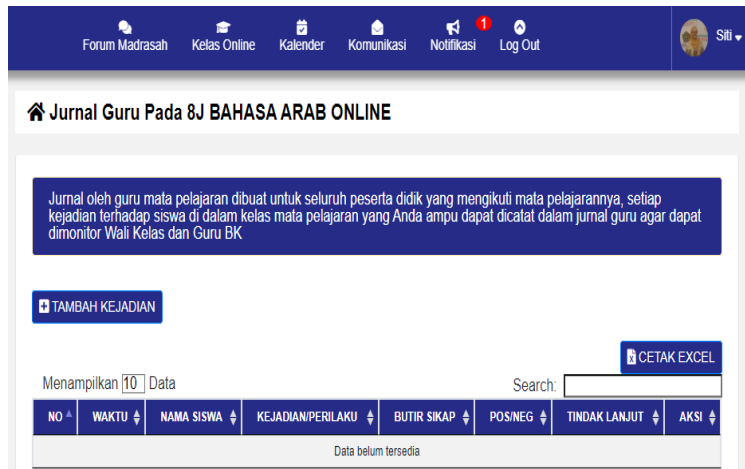 Forum Madrasah Kelas Online Kalender Komunikasi Notifikasi 1 Log Out Siti
Jurnal Guru Pada 8J BAHASA ARAB ONLINE
Jurnal oleh guru mata pelajaran dibuat untuk seluruh peserta didik yang mengikuti mata pelajarannya, setiap
kejadian terhadap siswa di dalam kelas mata pelajaran yang Anda ampu dapat dicatat dalam jurnal guru agar dapat
dimonitor Wali Kelas dan Guru BK
TAMBAH KEJADIAN
CETAK EXCEL
Menampilkan 10 Data Search:
NO WAKTU NAMA SISWA KEJADIAN/PERILAKU BUTIR SIKAP POS/NEG TINDAK LANJUT AKSI
Data belum tersedia